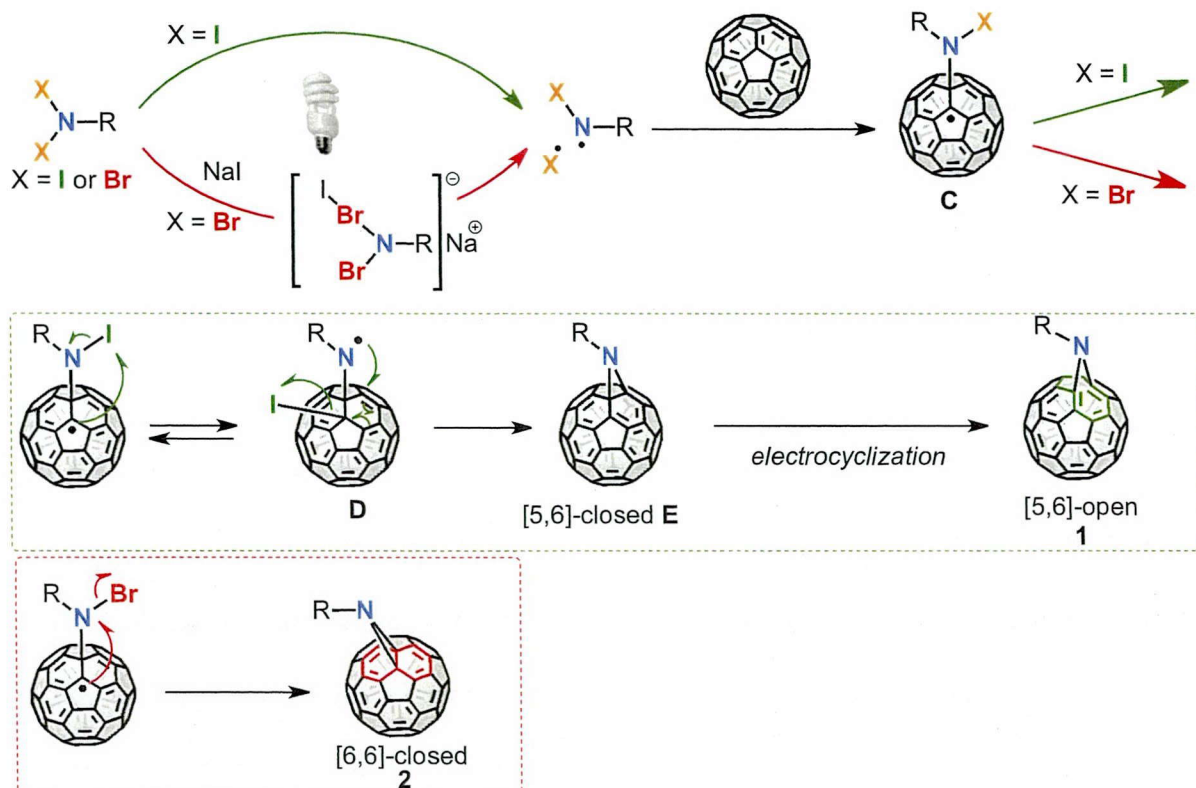 X = I
X
N–R
X
X = I or Br
NaI
X = Br
I
Br
N–R
Br
⊖
Na⊕
X
N–R
X
R
X
N
C
X = I
X = Br
R
I
N
R
N
I
D
R
N
[5,6]-closed E
electrocyclization
R
N
[5,6]-open
1
R
Br
N
R–N
[6,6]-closed
2